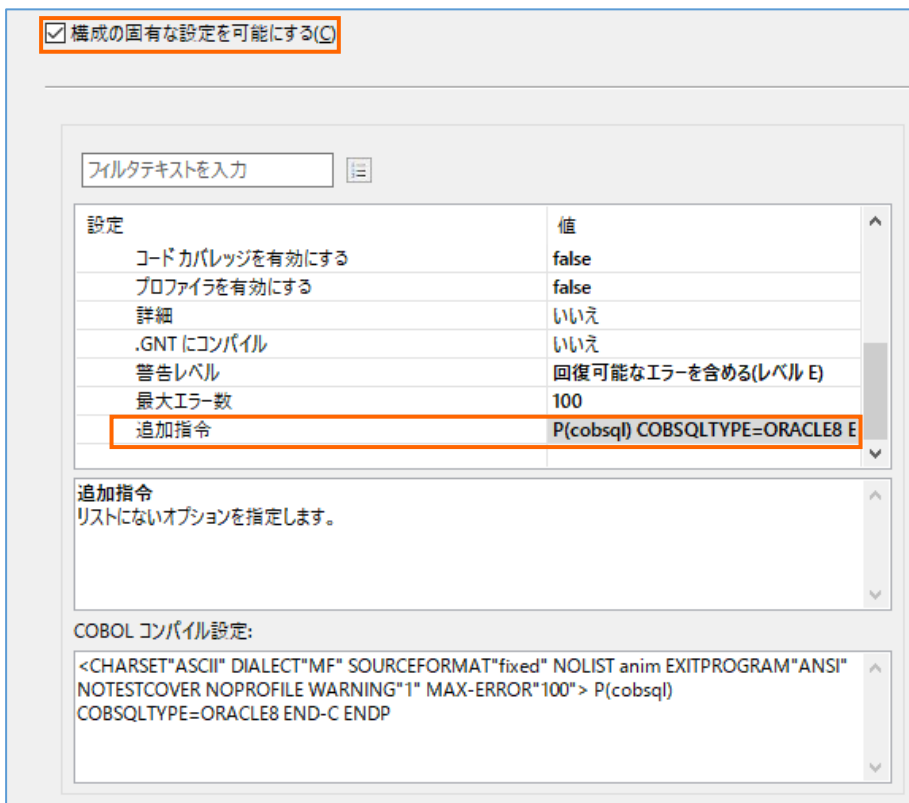 構成の固有な設定を可能にする(C)
フィルタテキストを入力
設定 値
コード カバレッジを有効にする false
プロファイラを有効にする false
詳細 いいえ
.GNT にコンパイル いいえ
警告レベル 回復可能なエラーを含める(レベル E)
最大エラー数 100
追加指令 P(cobsql) COBSQLTYPE=ORACLE8 E
追加指令
リストにないオプションを指定します。
COBOL コンパイル設定:
<CHARSET"ASCII" DIALECT"MF" SOURCEFORMAT"fixed" NOLIST anim EXITPROGRAM"ANSI"
NOTESTCOVER NOPROFILE WARNING"1" MAX-ERROR"100"> P(cobsql)
COBSQLTYPE=ORACLE8 END-C ENDP